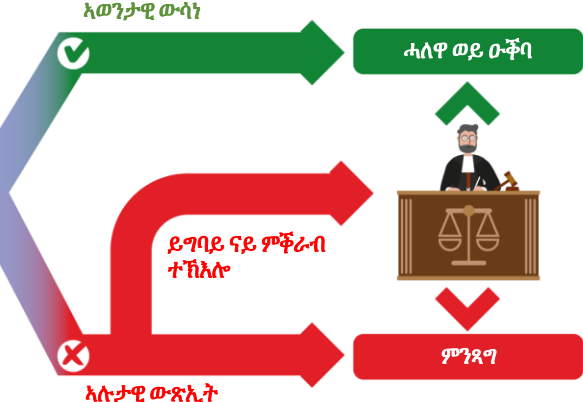 ኣወንታዊ ውሳነ
ሓለዋ ወይ ዑቕባ
ይግባይ ናይ ምቕራብ
ተኽእሎ
ምንጻግ
ኣሉታዊ ውጽኢት